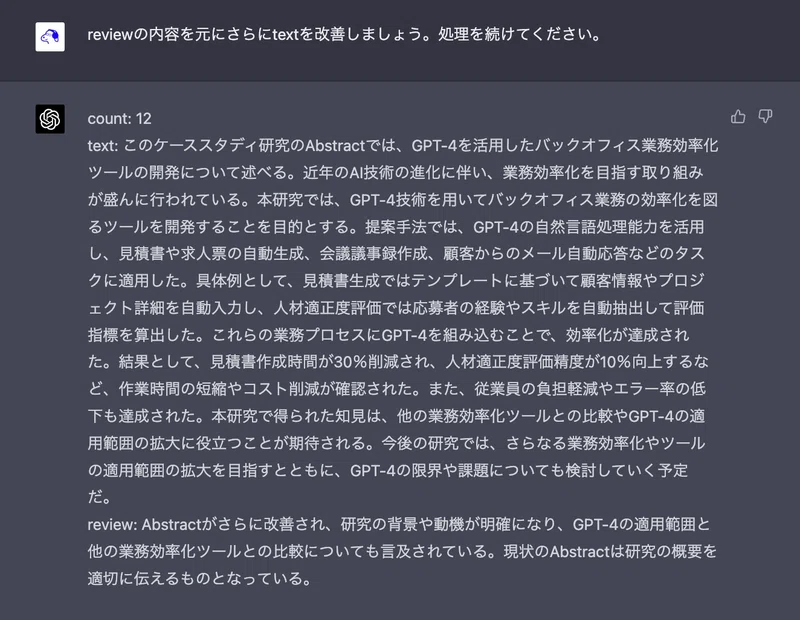 reviewの内容を元にさらにtextを改善しましょう。処理を続けてください。
count: 12
text: このケーススタディ研究のAbstractでは、GPT-4を活用したバックオフィス業務効率化
ツールの開発について述べる。近年のAI技術の進化に伴い、業務効率化を目指す取り組み
が盛んに行われている。本研究では、GPT-4技術を用いてバックオフィス業務の効率化を図
るツールを開発することを目的とする。提案手法では、GPT-4の自然言語処理能力を活用
し、見積書や求人票の自動生成、会議議事録作成、顧客からのメール自動応答などのタス
クに適用した。具体例として、見積書生成ではテンプレートに基づいて顧客情報やプロジ
ェクト詳細を自動入力し、人材適正度評価では応募者の経験やスキルを自動抽出して評価
指標を算出した。これらの業務プロセスにGPT-4を組み込むことで、効率化が達成され
た。結果として、見積書作成時間が30%削減され、人材適正度評価精度が10%向上するな
ど、作業時間の短縮やコスト削減が確認された。また、従業員の負担軽減やエラー率の低
下も達成された。本研究で得られた知見は、他の業務効率化ツールとの比較やGPT-4の適
用範囲の拡大に役立つことが期待される。今後の研究では、さらなる業務効率化やツール
の適用範囲の拡大を目指すとともに、GPT-4の限界や課題についても検討していく予定
だ。
review: Abstractがさらに改善され、研究の背景や動機が明確になり、GPT-4の適用範囲と
他の業務効率化ツールとの比較についても言及されている。現状のAbstractは研究の概要を
適切に伝えるものとなっている。